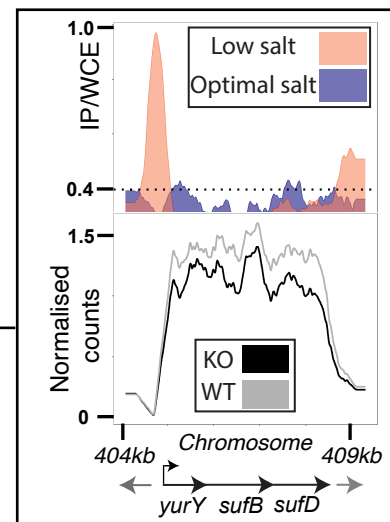 1.0
IP/WCE
Low salt
Optimal salt
0.4
1.5
Normalised
counts
KO
WT
0
404kb
Chromosome
409kb
yurY sufB sufD